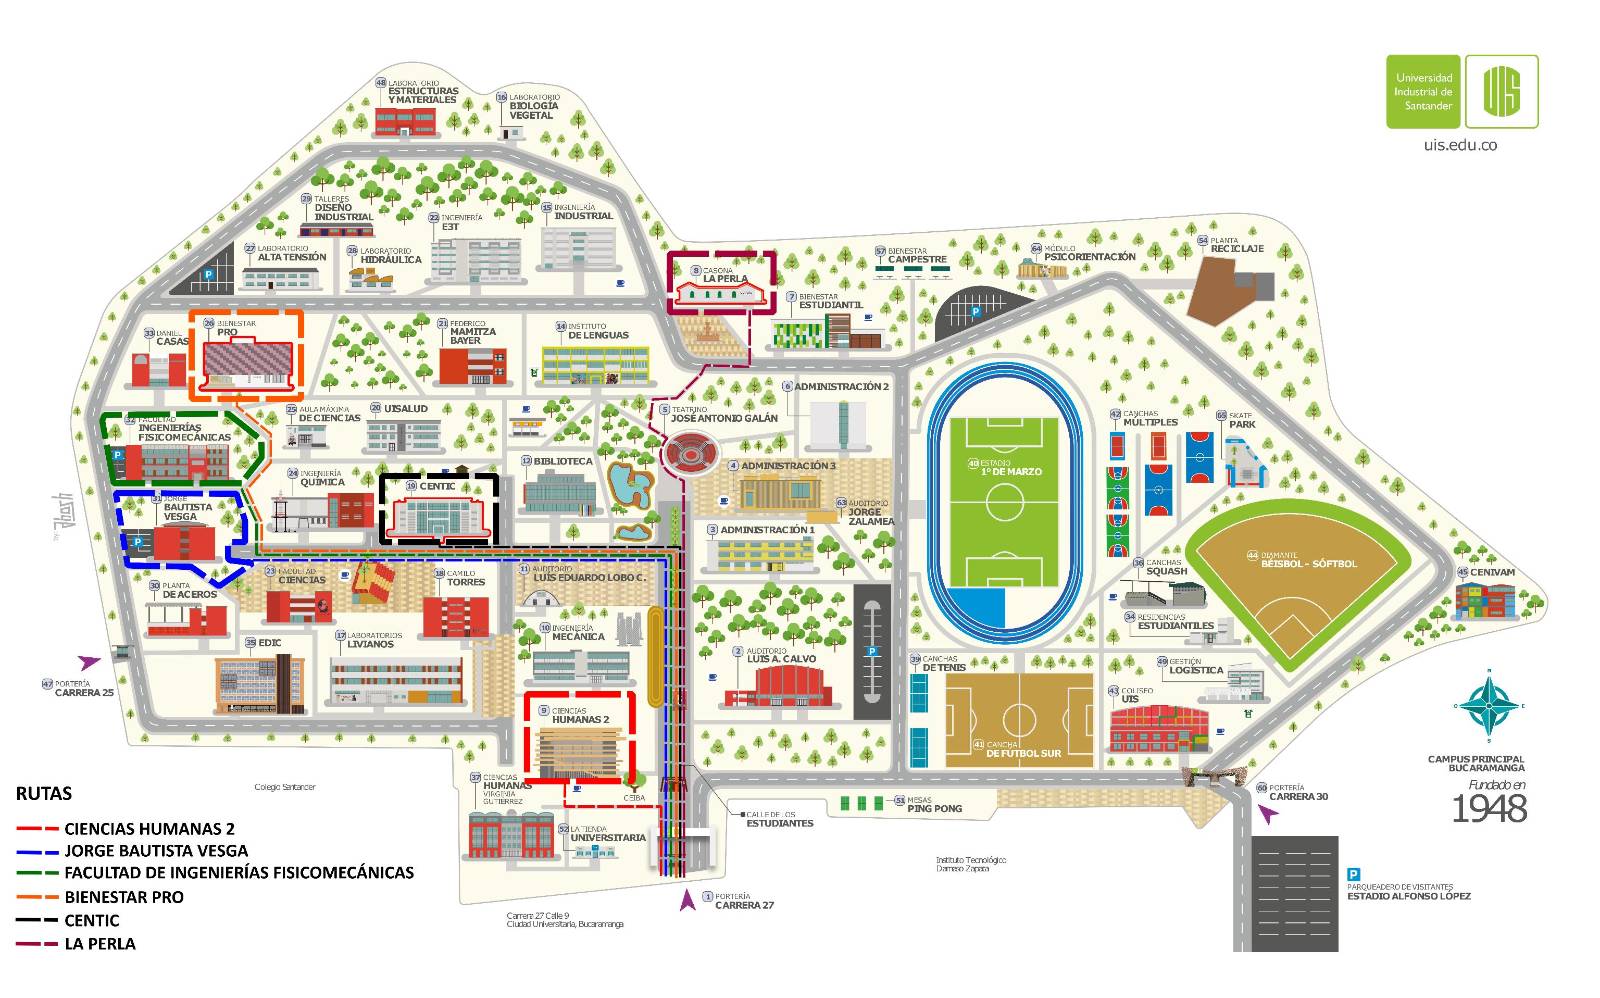 Universidad
Industrial de
Santander
UIS
uis.edu.co
48 LABORATORIO
ESTRUCTURAS
Y MATERIALES
16 LABORATORIO
BIOLOGÍA
VEGETAL
29 TALLERES
DISEÑO
INDUSTRIAL
22 INGENIERÍA
E3T
15 INGENIERÍA
INDUSTRIAL
27 LABORATORIO
ALTA TENSIÓN
28 LABORATORIO
HIDRÁULICA
P
8 CASONA
LA PERLA
57 BIENESTAR
CAMPESTRE
64 MÓDULO
PSICORIENTACIÓN
54 PLANTA
RECICLAJE
7 BIENESTAR
ESTUDIANTIL
P
33 DANIEL
CASAS
26 BIENESTAR
PRO
21 FEDERICO
MAMITZA
BAYER
14 INSTITUTO
DE LENGUAS
6 ADMINISTRACIÓN 2
32 FACULTAD
INGENIERÍAS
FISICOMECÁNICAS
P
25 AULA MÁXIMA
DE CIENCIAS
20 UISALUD
5 TEATRINO
JOSÉ ANTONIO GALÁN
42 CANCHAS
MÚLTIPLES
65 SKATE
PARK
24 INGENIERÍA
QUÍMICA
19 CENTIC
12 BIBLIOTECA
4 ADMINISTRACIÓN 3
40 ESTADIO
1º DE MARZO
31 JORGE
BAUTISTA
VESGA
P
63 AUDITORIO
JORGE
ZALAMEA
3 ADMINISTRACIÓN 1
30 PLANTA
DE ACEROS
23 FACULTAD
CIENCIAS
18 CAMILO
TORRES
11 AUDITORIO
LUIS EDUARDO LOBO C.
36 CANCHAS
SQUASH
44 DIAMANTE
BÉISBOL - SÓFTBOL
45 CENIVAM
35 EDIC
17 LABORATORIOS
LIVIANOS
10 INGENIERÍA
MECÁNICA
2 AUDITORIO
LUIS A. CALVO
P
34 RESIDENCIAS
ESTUDIANTILES
39 CANCHAS
DE TENIS
49 GESTIÓN
LOGÍSTICA
47 PORTERÍA
CARRERA 25
9 CIENCIAS
HUMANAS 2
43 COLISEO
UIS
41 CANCHA
DE FUTBOL SUR
N
E
S
O
CAMPUS PRINCIPAL
BUCARAMANGA
Fundado en
1948
Colegio Santander
37 CIENCIAS
HUMANAS
VIRGINIA
GUTIERREZ
CEIBA
51 MESAS
PING PONG
60 PORTERÍA
CARRERA 30
CALLE DE LOS
ESTUDIANTES
52 LA TIENDA
UNIVERSITARIA
RUTAS
CIENCIAS HUMANAS 2
JORGE BAUTISTA VESGA
FACULTAD DE INGENIERÍAS FISICOMECÁNICAS
BIENESTAR PRO
CENTIC
LA PERLA
Instituto Tecnológico
Dámaso Zapata
P
PARQUEADERO DE VISITANTES
ESTADIO ALFONSO LÓPEZ
1 PORTERÍA
CARRERA 27
Carrera 27 Calle 9
Ciudad Universitaria, Bucaramanga